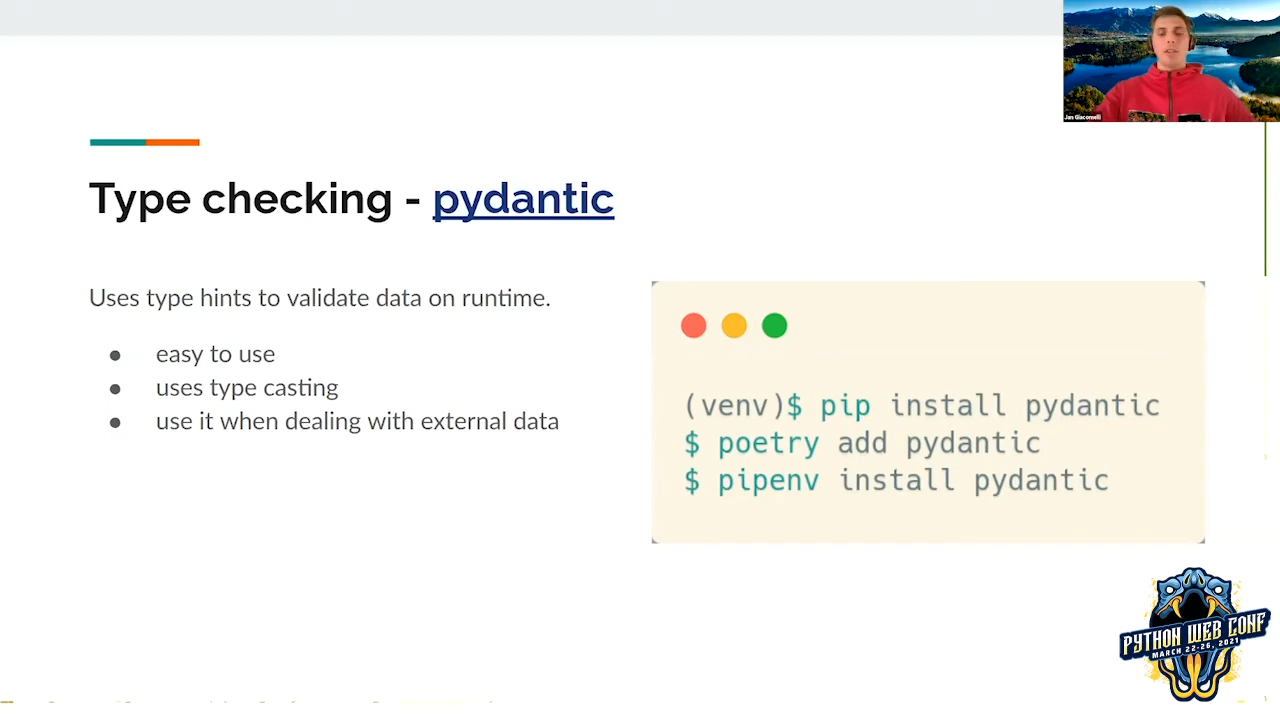 Jan Giacomelli
Type checking - pydantic
Uses type hints to validate data on runtime.
● easy to use
● uses type casting
● use it when dealing with external data
(venv)$ pip install pydantic
$ poetry add pydantic
$ pipenv install pydantic
PYTHON WEB CONF
MARCH 22-26, 2021